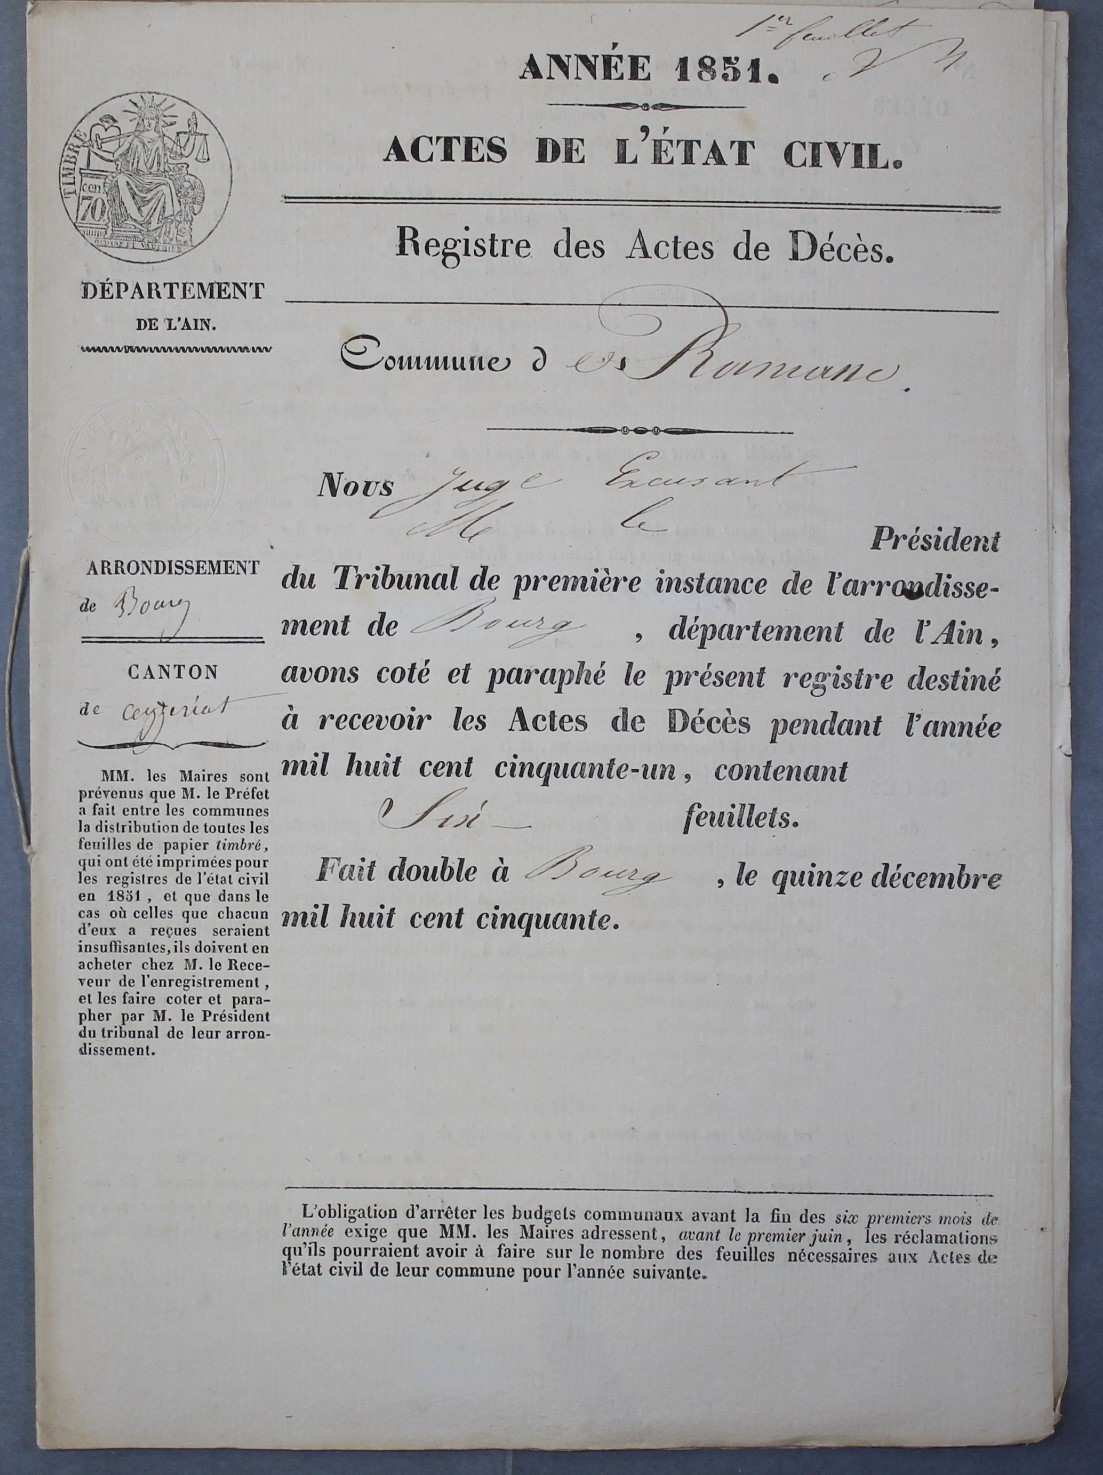 1er feuillet
ANNÉE 1851.
ACTES DE L'ÉTAT CIVIL.
Registre des Actes de Décès.
TIMBRE
cen
70
DÉPARTEMENT
DE L'AIN.
Commune d e Ramasse.
Nous Juge Excusant
M le
Président
du Tribunal de première instance de l'arrondisse-
ment de Bourg, département de l'Ain,
avons coté et paraphé le présent registre destiné
à recevoir les Actes de Décès pendant l'année
mil huit cent cinquante-un, contenant
Six feuillets.
Fait double à Bourg, le quinze décembre
mil huit cent cinquante.
ARRONDISSEMENT
de Bourg
CANTON
de Ceyzériat
MM. les Maires sont
prévenus que M. le Préfet
a fait entre les communes
la distribution de toutes les
feuilles de papier timbré,
qui ont été imprimées pour
les registres de l'état civil
en 1851, et que dans le
cas où celles que chacun
d'eux a reçues seraient
insuffisantes, ils doivent en
acheter chez M. le Rece-
veur de l'enregistrement,
et les faire coter et para-
pher par M. le Président
du tribunal de leur arron-
dissement.
L'obligation d'arrêter les budgets communaux avant la fin des six premiers mois de
l'année exige que MM. les Maires adressent, avant le premier juin, les réclamations
qu'ils pourraient avoir à faire sur le nombre des feuilles nécessaires aux Actes de
l'état civil de leur commune pour l'année suivante.